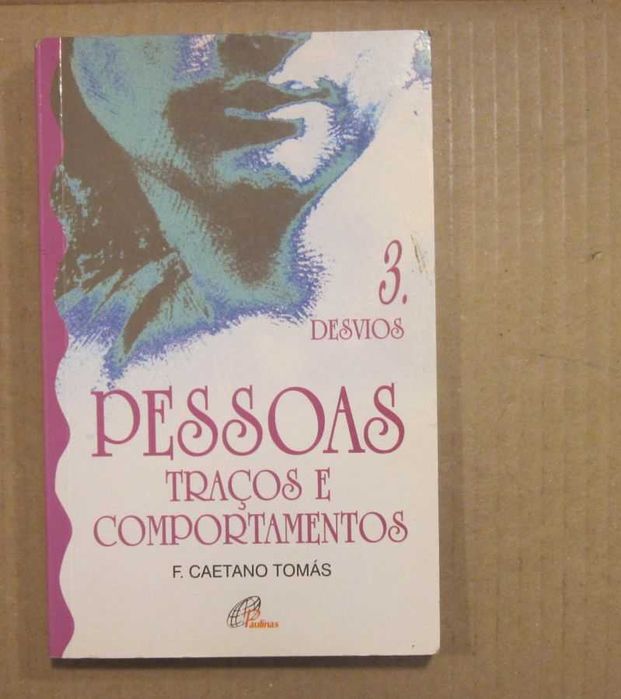 3.
DESVIOS
PESSOAS
TRAÇOS E
COMPORTAMENTOS
F. CAETANO TOMÁS
Paulinas